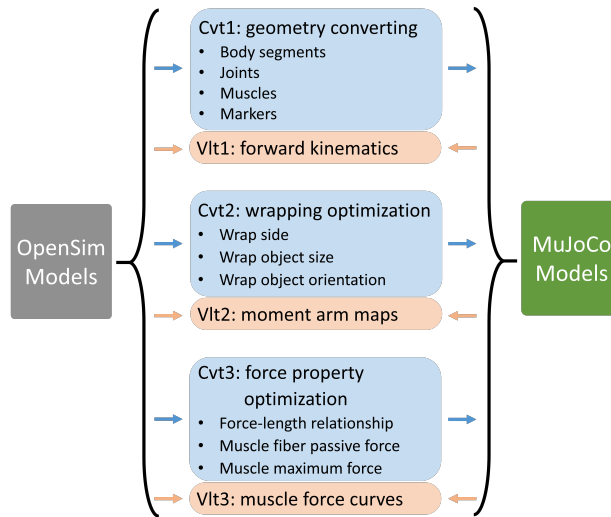 Cvt1: geometry converting
• Body segments
• Joints
• Muscles
• Markers
Vlt1: forward kinematics
OpenSim
Models
Cvt2: wrapping optimization
• Wrap side
• Wrap object size
• Wrap object orientation
Vlt2: moment arm maps
MuJoCo
Models
Cvt3: force property
optimization
• Force-length relationship
• Muscle fiber passive force
• Muscle maximum force
Vlt3: muscle force curves